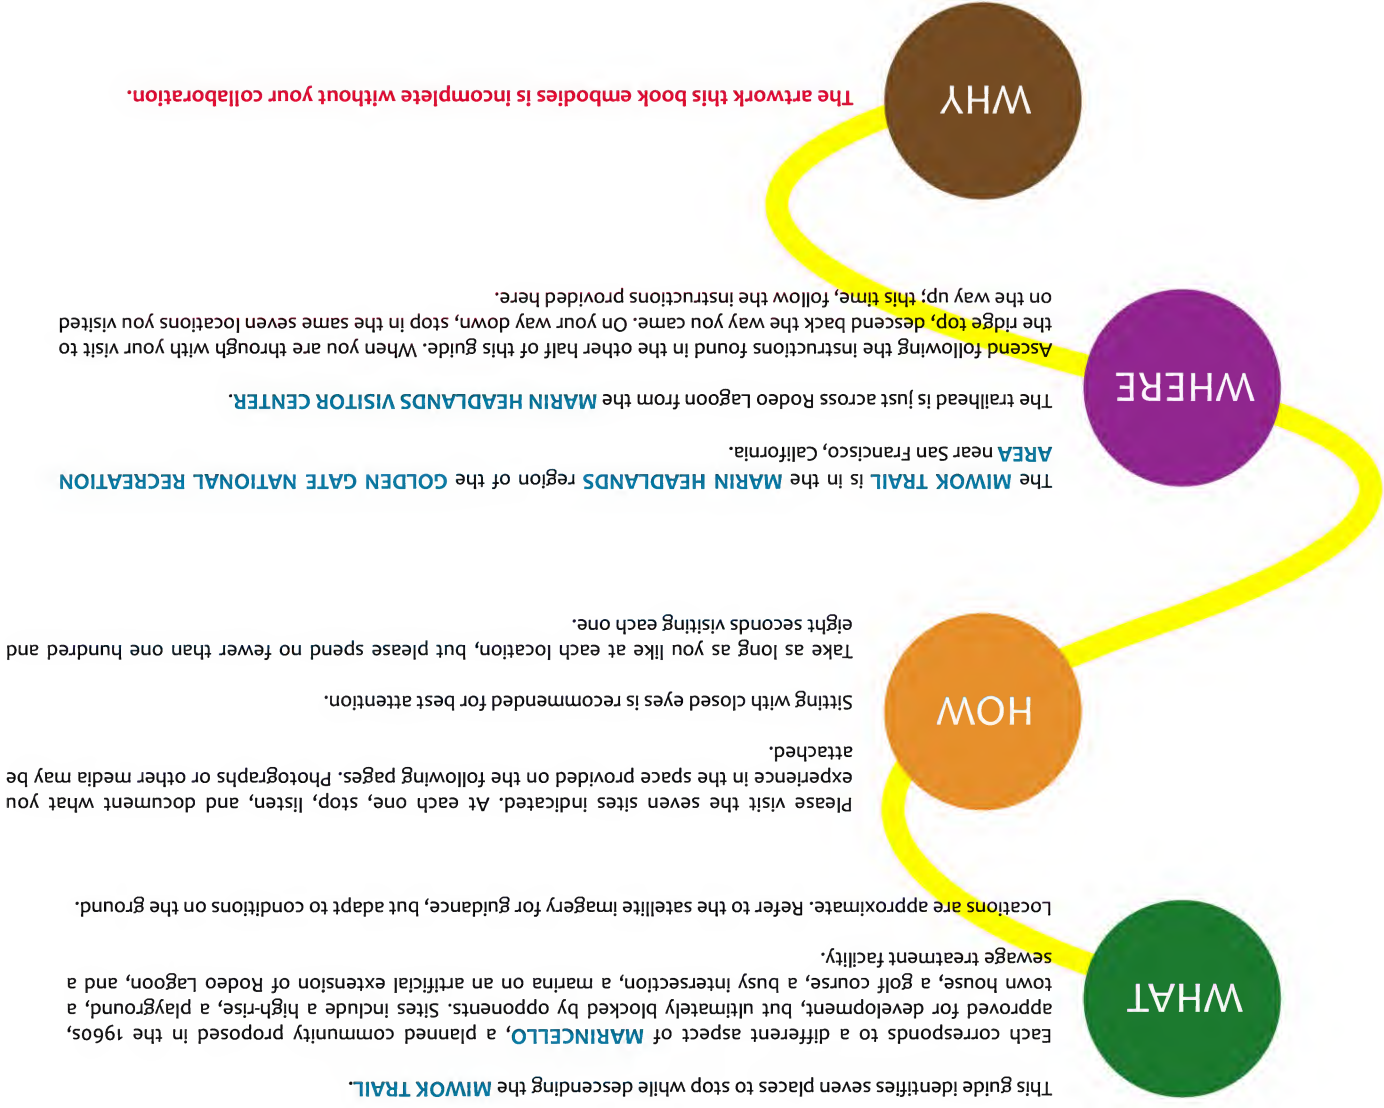 WHAT
This guide identifies seven places to stop while descending the MIWOK TRAIL.
Each corresponds to a different aspect of MARINCELLO, a planned community proposed in the 1960s,
approved for development, but ultimately blocked by opponents. Sites include a high-rise, a playground, a
town house, a golf course, a busy intersection, a marina on an artificial extension of Rodeo Lagoon, and a
sewage treatment facility.
Locations are approximate. Refer to the satellite imagery for guidance, but adapt to conditions on the ground.
HOW
Please visit the seven sites indicated. At each one, stop, listen, and document what you
experience in the space provided on the following pages. Photographs or other media may be
attached.
Sitting with closed eyes is recommended for best attention.
Take as long as you like at each location, but please spend no fewer than one hundred and
eight seconds visiting each one.
WHERE
The MIWOK TRAIL is in the MARIN HEADLANDS region of the GOLDEN GATE NATIONAL RECREATION
AREA near San Francisco, California.
The trailhead is just across Rodeo Lagoon from the MARIN HEADLANDS VISITOR CENTER.
Ascend following the instructions found in the other half of this guide. When you are through with your visit to
the ridge top, descend back the way you came. On your way down, stop in the same seven locations you visited
on the way up; this time, follow the instructions provided here.
WHY
The artwork this book embodies is incomplete without your collaboration.